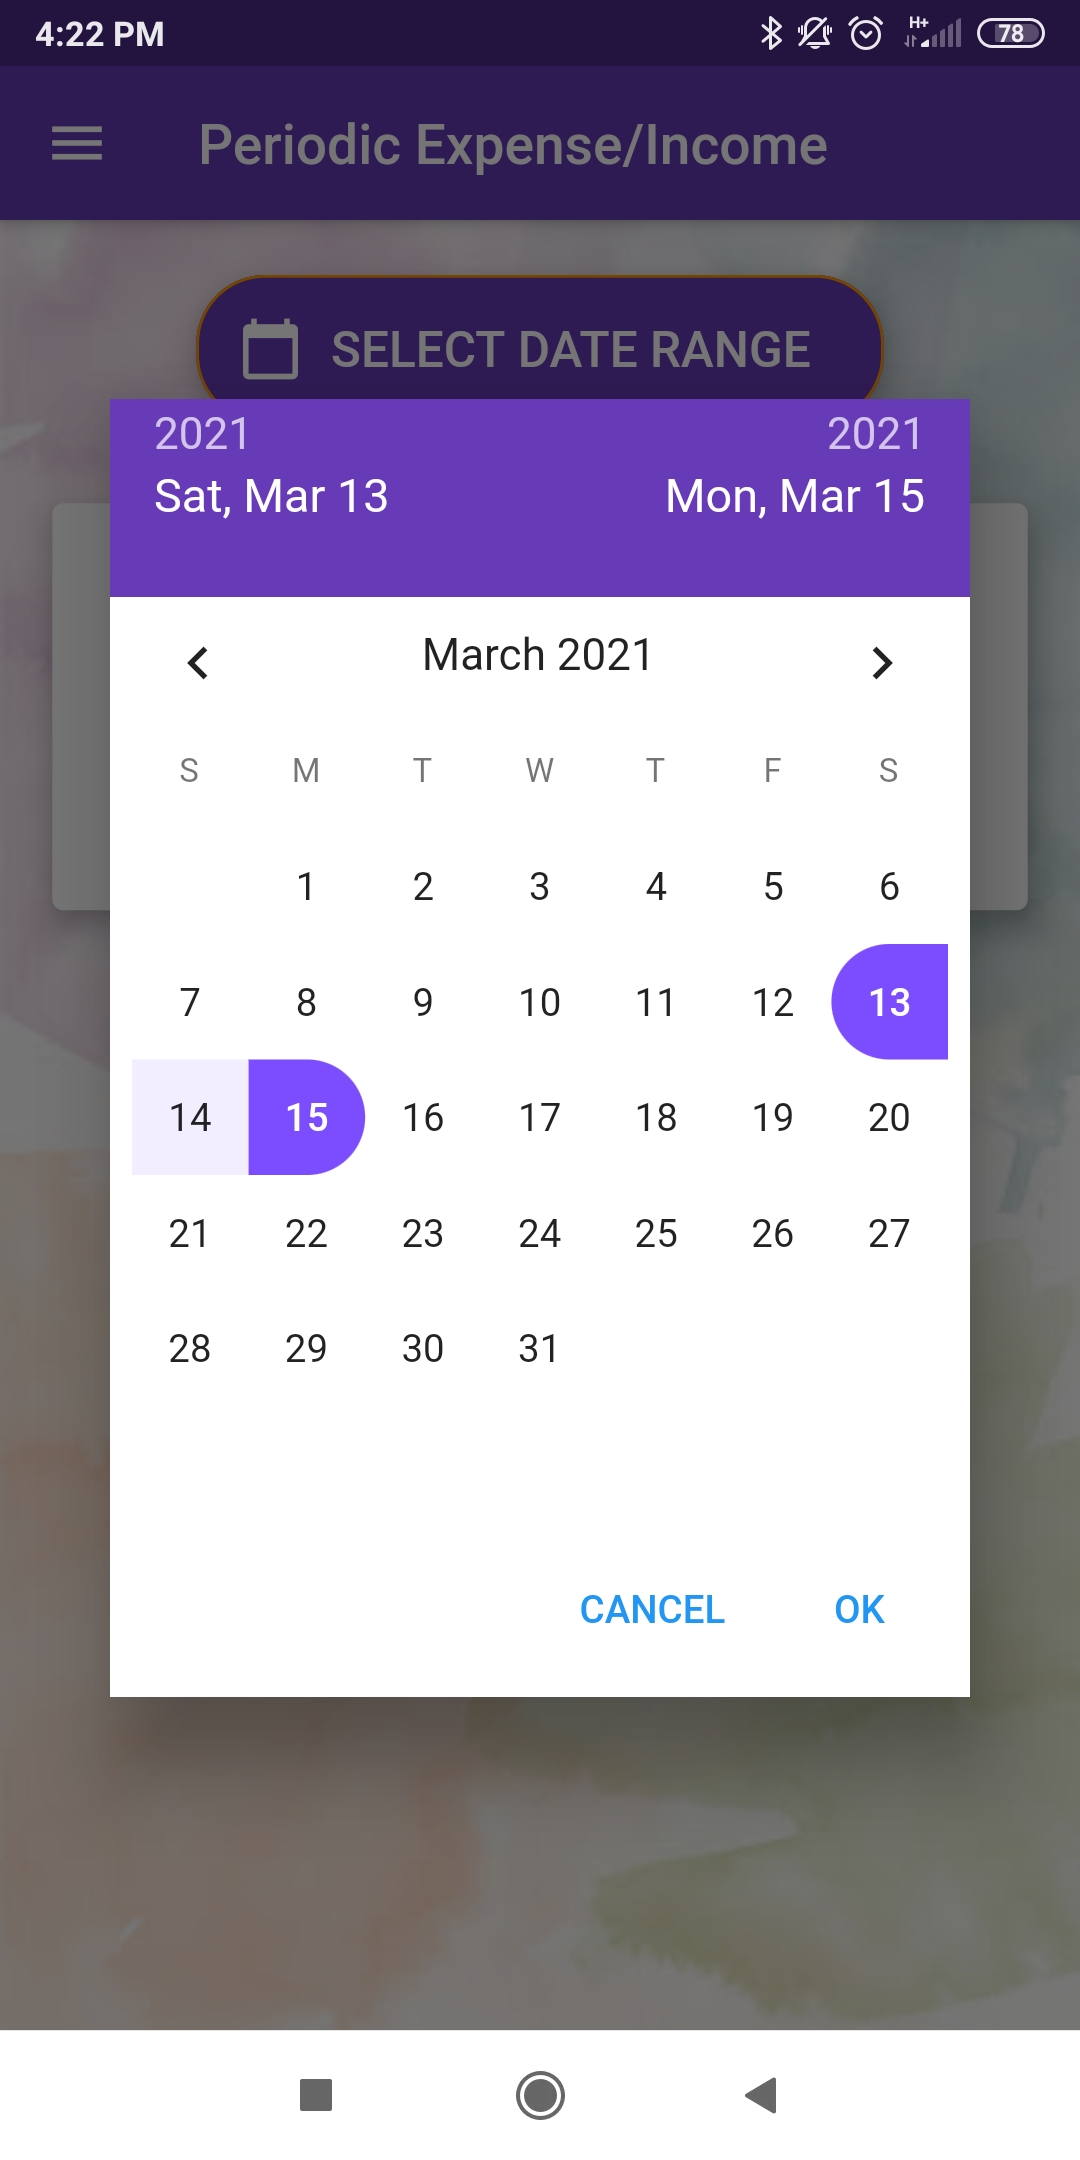 4:22 PM H+ 78
Periodic Expense/Income
SELECT DATE RANGE
2021 2021
Sat, Mar 13 Mon, Mar 15
March 2021
S M T W T F S
1 2 3 4 5 6
7 8 9 10 11 12 13
14 15 16 17 18 19 20
21 22 23 24 25 26 27
28 29 30 31
CANCEL OK